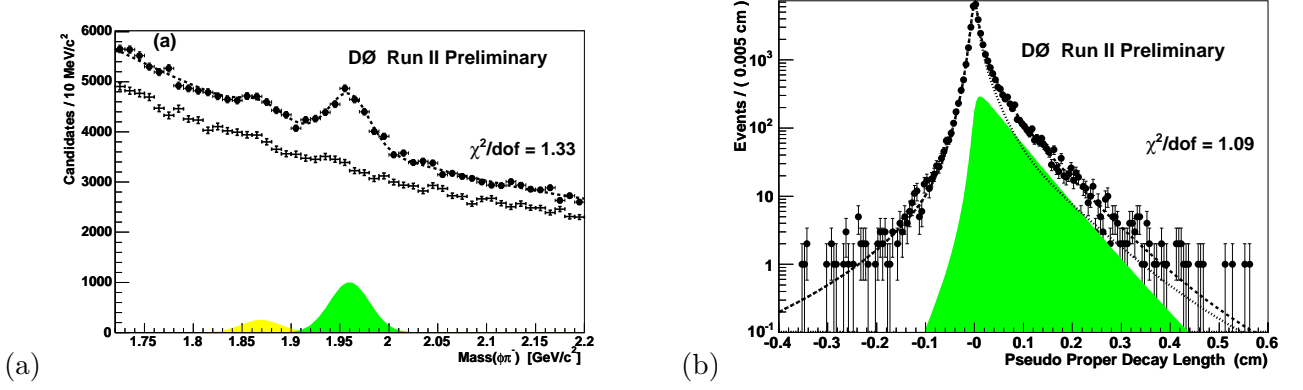 (a)
DØ Run II Preliminary
χ²/dof = 1.33
Candidates / 10 MeV/c²
6000
5000
4000
3000
2000
1000
0
1.75 1.8 1.85 1.9 1.95 2 2.05 2.1 2.15 2.2
Mass(φπ⁻) [GeV/c²]
(a)
DØ Run II Preliminary
χ²/dof = 1.09
Events / ( 0.005 cm )
10³
10²
10
1
10⁻¹
-0.4 -0.3 -0.2 -0.1 -0 0.1 0.2 0.3 0.4 0.5 0.6
Pseudo Proper Decay Length (cm)
(b)